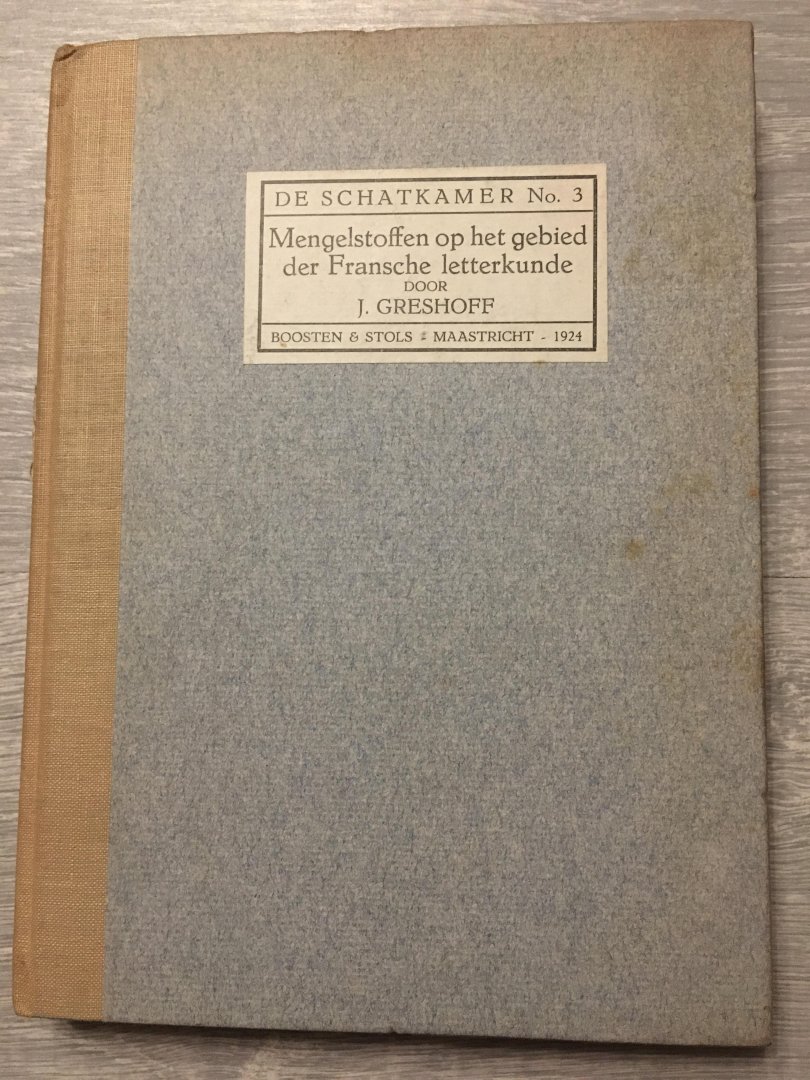 DE SCHATKAMER No. 3
Mengelstoffen op het gebied
der Fransche letterkunde
DOOR
J. GRESHOFF
BOOSTEN & STOLS - MAASTRICHT - 1924